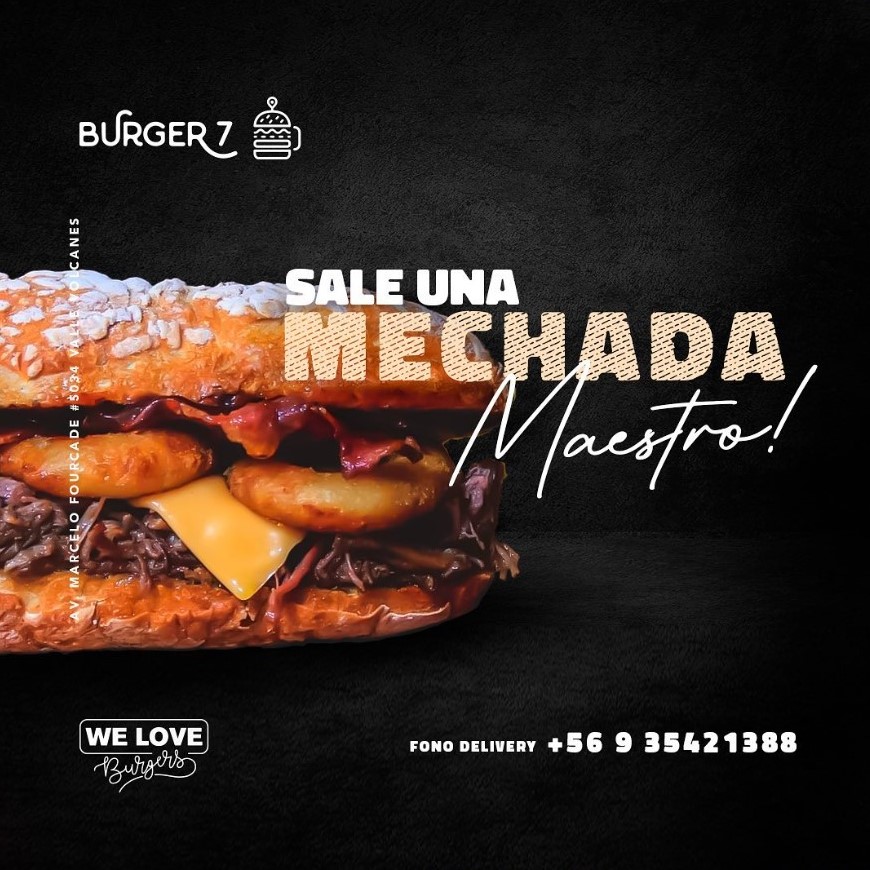 BURGER 7
SALE UNA
MECHADA
Maestro!
AV. MARCELO FOURCADE #5034 VALLE VOLCANES
WE LOVE
Burgers
FONO DELIVERY +56 9 35421388